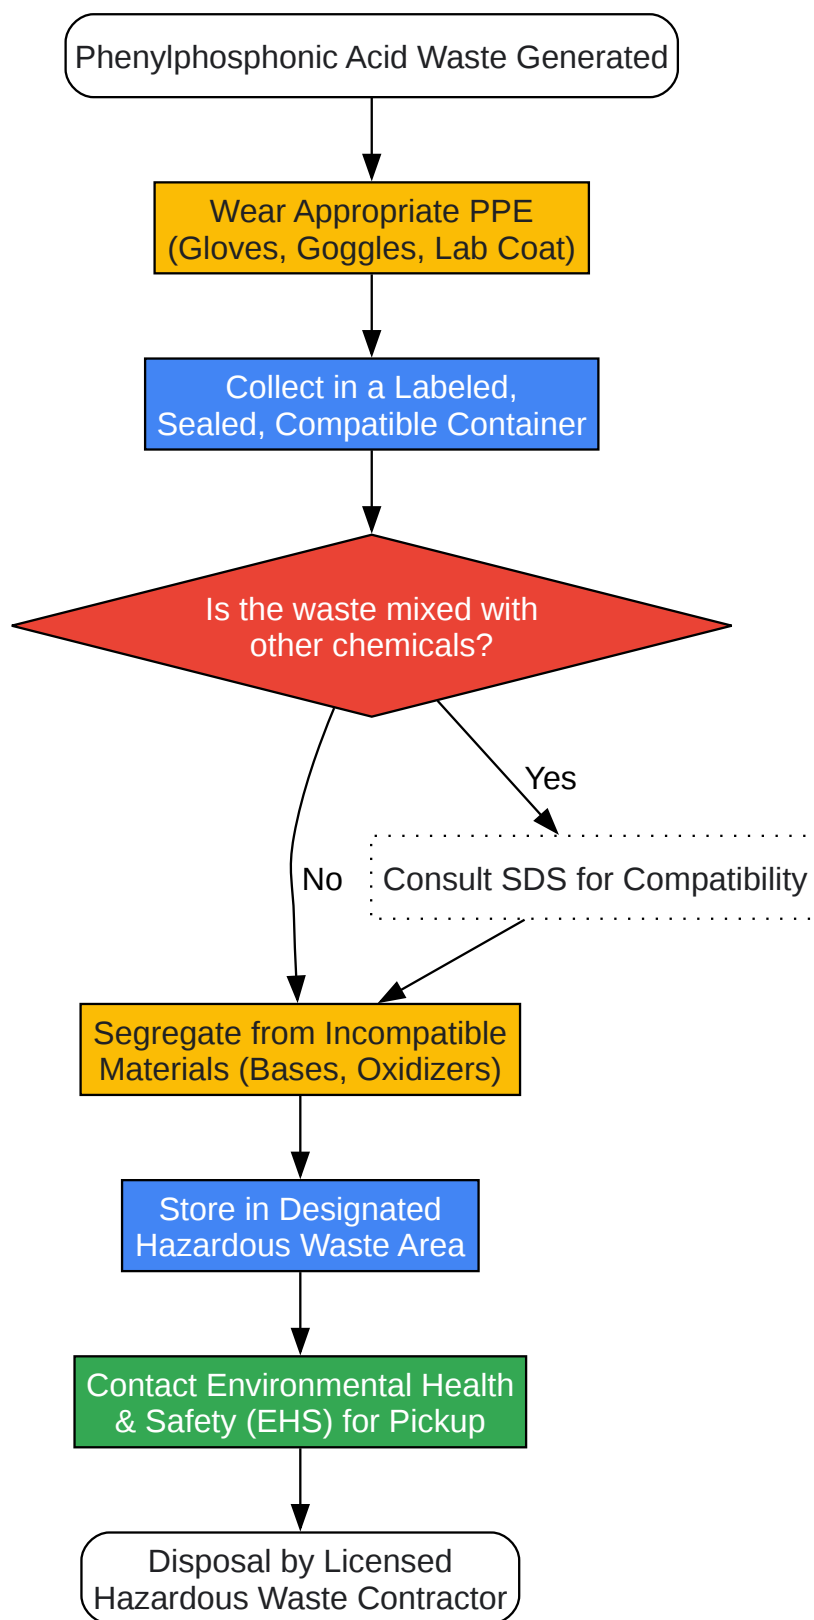 Phenylphosphonic Acid Waste Generated
Wear Appropriate PPE
(Gloves, Goggles, Lab Coat)
Collect in a Labeled,
Sealed, Compatible Container
Is the waste mixed with
other chemicals?
Yes
No
Consult SDS for Compatibility
Segregate from Incompatible
Materials (Bases, Oxidizers)
Store in Designated
Hazardous Waste Area
Contact Environmental Health
& Safety (EHS) for Pickup
Disposal by Licensed
Hazardous Waste Contractor